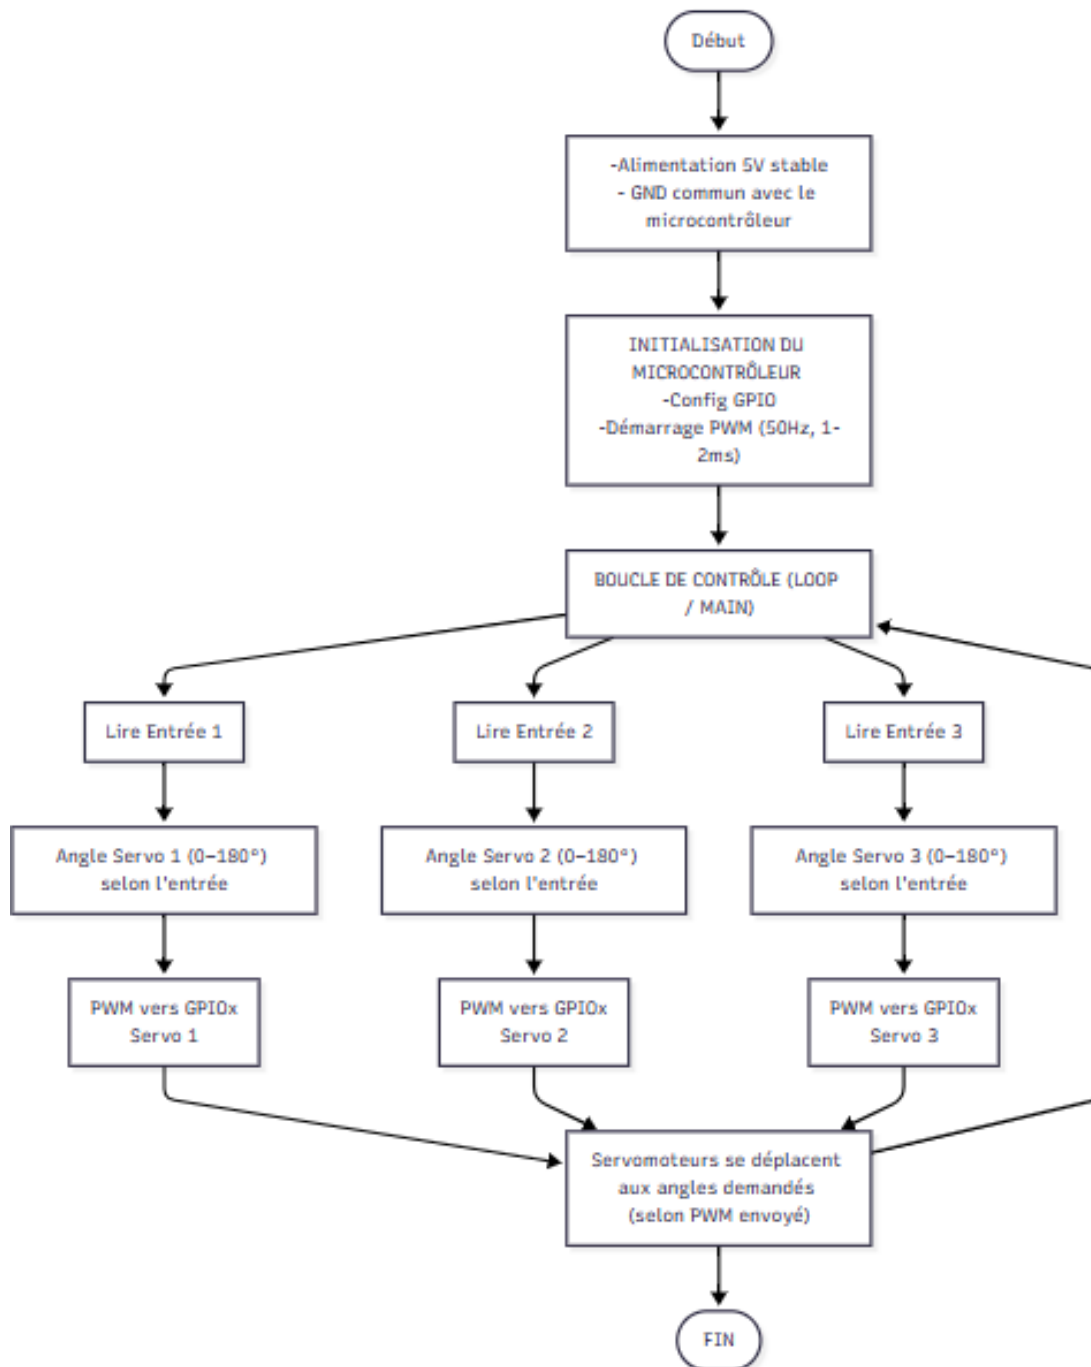 Début
-Alimentation 5V stable
- GND commun avec le
microcontrôleur
INITIALISATION DU
MICROCONTRÔLEUR
-Config GPIO
-Démarrage PWM (50Hz, 1-
2ms)
BOUCLE DE CONTRÔLE (LOOP
/ MAIN)
Lire Entrée 1
Lire Entrée 2
Lire Entrée 3
Angle Servo 1 (0–180°)
selon l'entrée
Angle Servo 2 (0–180°)
selon l'entrée
Angle Servo 3 (0–180°)
selon l'entrée
PWM vers GPIOx
Servo 1
PWM vers GPIOx
Servo 2
PWM vers GPIOx
Servo 3
Servomoteurs se déplacent
aux angles demandés
(selon PWM envoyé)
FIN